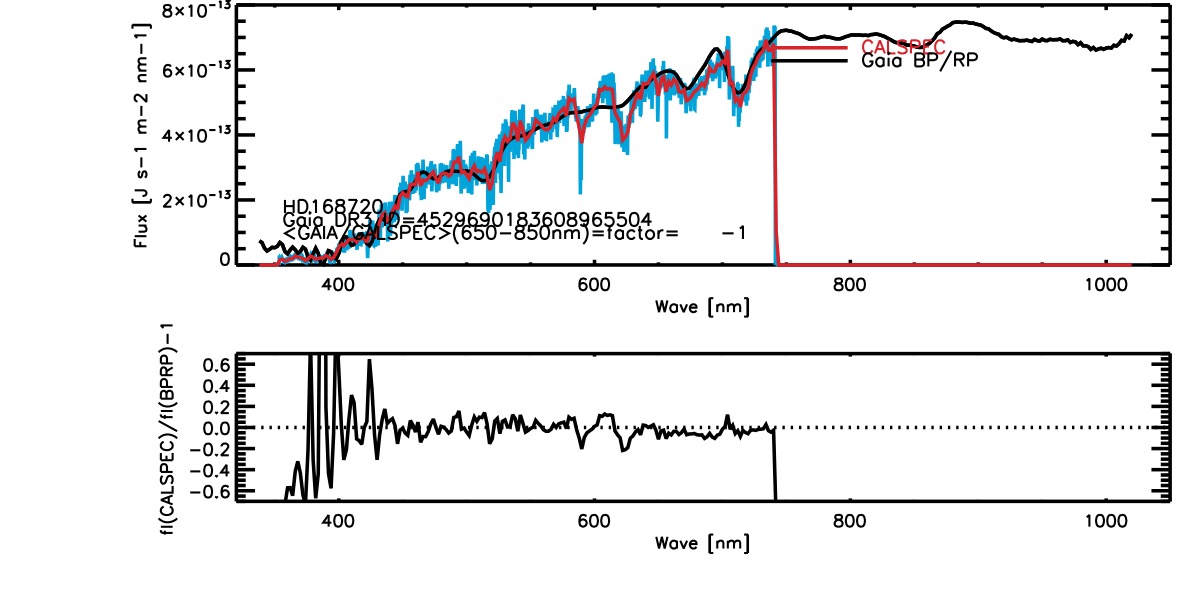 8×10−13
6×10−13
4×10−13
2×10−13
0
Flux [J s−1 m−2 nm−1]
CALSPEC
Gaia BP/RP
HD168720
Gaia DR3 ID=4529690183608965504
<GAIA/CALSPEC>(650−850nm)=factor= −1
400 600 800 1000
Wave [nm]
fl(CALSPEC)/fl(BPRP)−1
0.6
0.4
0.2
0.0
−0.2
−0.4
−0.6
400 600 800 1000
Wave [nm]